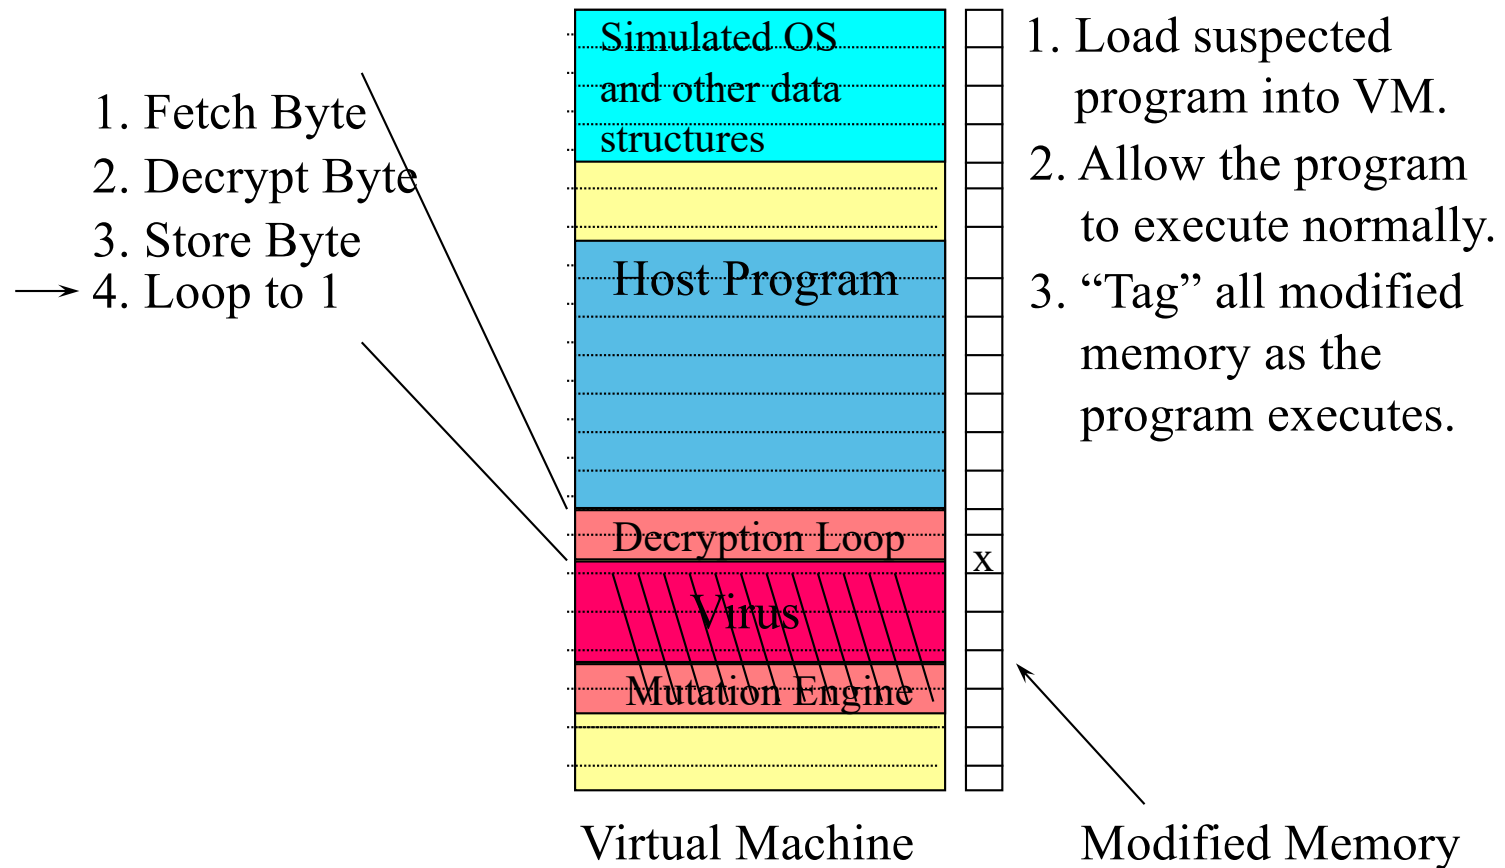 1. Fetch Byte
2. Decrypt Byte
3. Store Byte
4. Loop to 1
Simulated OS
and other data
structures
Host Program
Decryption Loop
Virus
Mutation Engine
Virtual Machine
x
1. Load suspected
program into VM.
2. Allow the program
to execute normally.
3. “Tag” all modified
memory as the
program executes.
Modified Memory